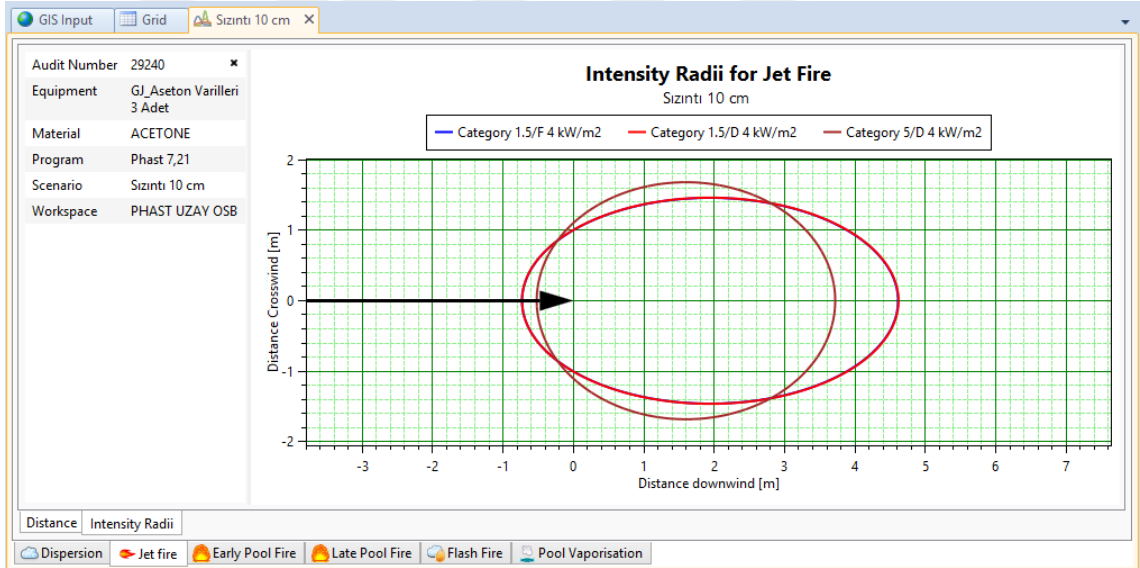 GIS Input Grid Sızıntı 10 cm
Audit Number 29240
Equipment GJ_Aseton Varilleri
3 Adet
Material ACETONE
Program Phast 7,21
Scenario Sızıntı 10 cm
Workspace PHAST UZAY OSB
Intensity Radii for Jet Fire
Sızıntı 10 cm
Category 1.5/F 4 kW/m2 Category 1.5/D 4 kW/m2 Category 5/D 4 kW/m2
Distance Crosswind [m]
2
1
0
-1
-2
-3 -2 -1 0 1 2 3 4 5 6 7
Distance downwind [m]
Distance Intensity Radii
Dispersion Jet fire Early Pool Fire Late Pool Fire Flash Fire Pool Vaporisation